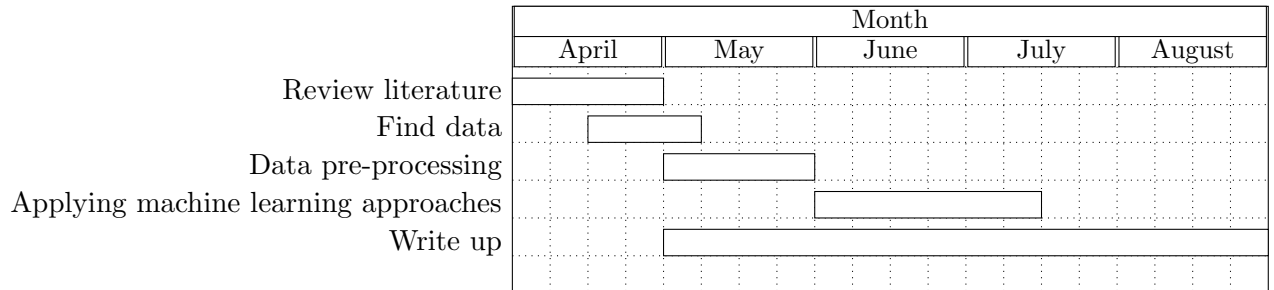 Month
April May June July August
Review literature
Find data
Data pre-processing
Applying machine learning approaches
Write up